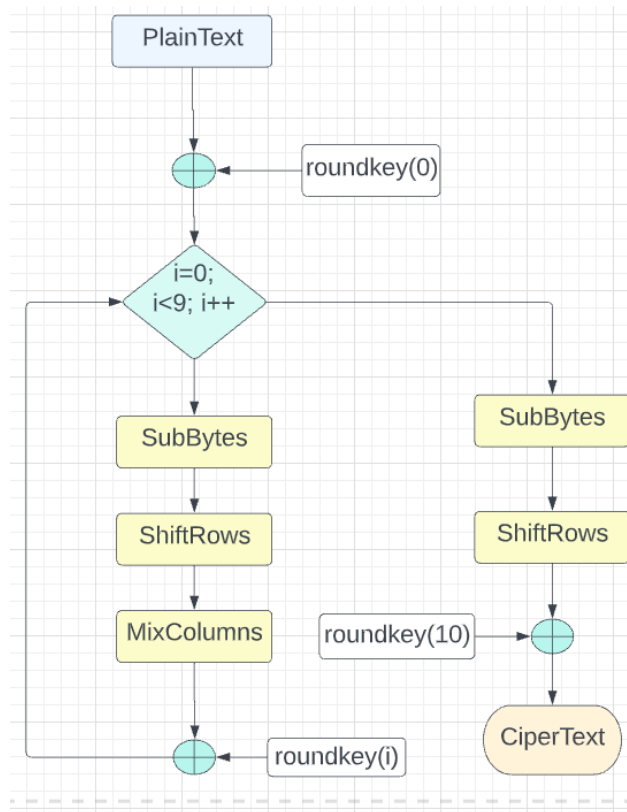 PlainText
roundkey(0)
i=0;
i<9; i++
SubBytes
ShiftRows
MixColumns
roundkey(i)
SubBytes
ShiftRows
roundkey(10)
CiperText